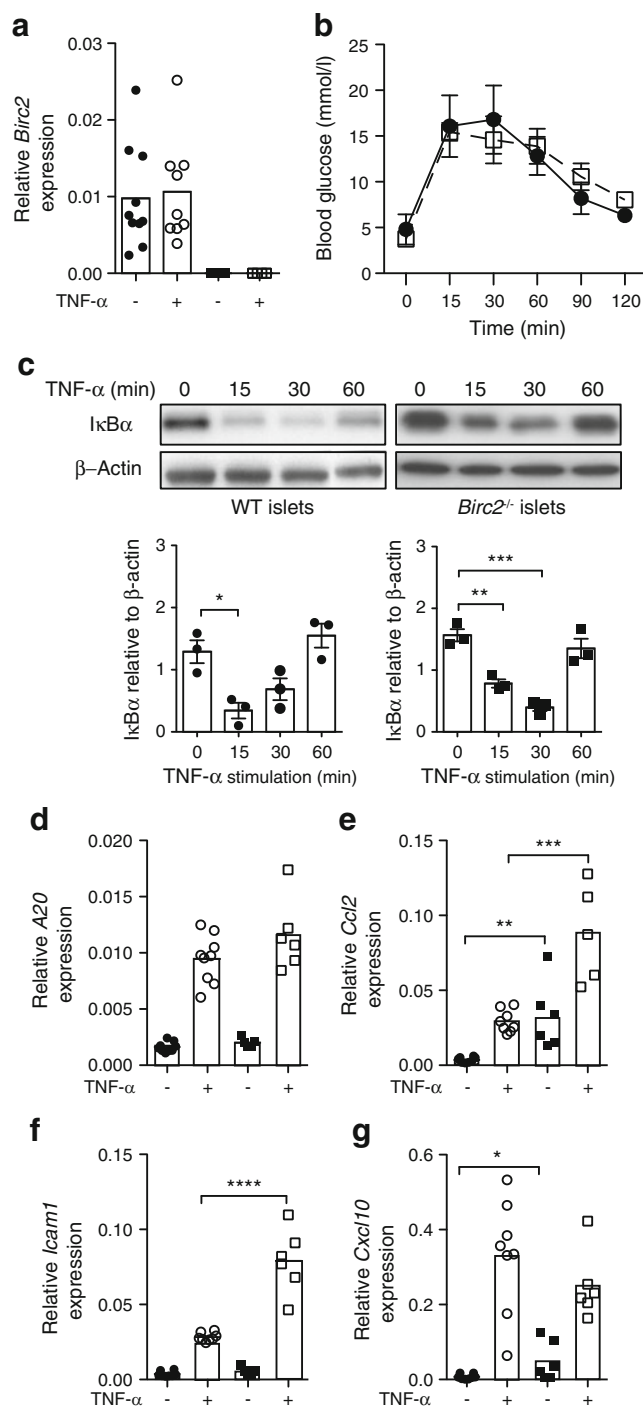 a
Relative Birc2
expression
0.03
0.02
0.01
0.00
TNF-α - + - +
b
Blood glucose (mmol/l)
25
20
15
10
5
0
0 15 30 60 90 120
Time (min)
c
TNF-α (min) 0 15 30 60 0 15 30 60
IκBα
β–Actin
WT islets Birc2-/- islets
IκBα relative to β-actin
3
2
1
0
*
0 15 30 60
TNF-α stimulation (min)
IκBα relative to β-actin
3
2
1
0
***
**
0 15 30 60
TNF-α stimulation (min)
d
Relative A20
expression
0.020
0.015
0.010
0.005
0.000
TNF-α - + - +
e
Relative Ccl2
expression
0.15
0.10
0.05
0.00
***
**
TNF-α - + - +
f
Relative Icam1
expression
0.15
0.10
0.05
0.00
****
TNF-α - + - +
g
Relative Cxcl10
expression
0.6
0.4
0.2
0.0
*
TNF-α - + - +